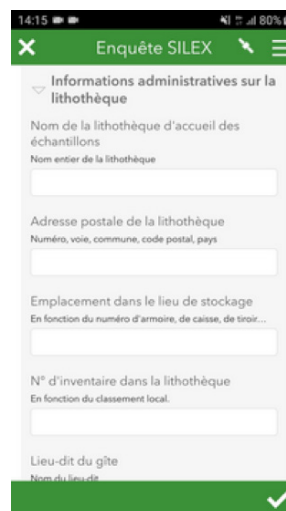 14:15 80%
Enquête SILEX
Informations administratives sur la
lithothèque
Nom de la lithothèque d'accueil des
échantillons
Nom entier de la lithothèque
Adresse postale de la lithothèque
Numéro, voie, commune, code postal, pays
Emplacement dans le lieu de stockage
En fonction du numéro d'armoire, de caisse, de tiroir...
N° d'inventaire dans la lithothèque
En fonction du classement local.
Lieu-dit du gîte
Nom du lieu-dit